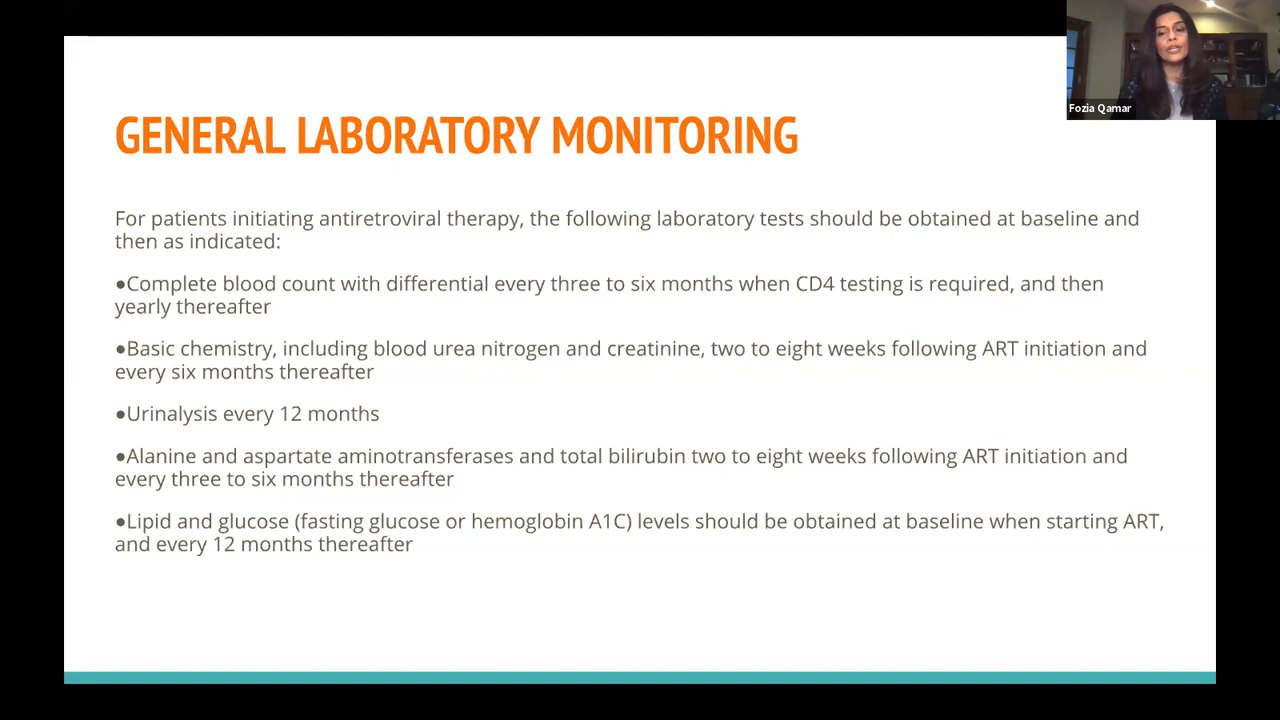 Fozia Qamar
GENERAL LABORATORY MONITORING
For patients initiating antiretroviral therapy, the following laboratory tests should be obtained at baseline and
then as indicated:
●Complete blood count with differential every three to six months when CD4 testing is required, and then
yearly thereafter
●Basic chemistry, including blood urea nitrogen and creatinine, two to eight weeks following ART initiation and
every six months thereafter
●Urinalysis every 12 months
●Alanine and aspartate aminotransferases and total bilirubin two to eight weeks following ART initiation and
every three to six months thereafter
●Lipid and glucose (fasting glucose or hemoglobin A1C) levels should be obtained at baseline when starting ART,
and every 12 months thereafter